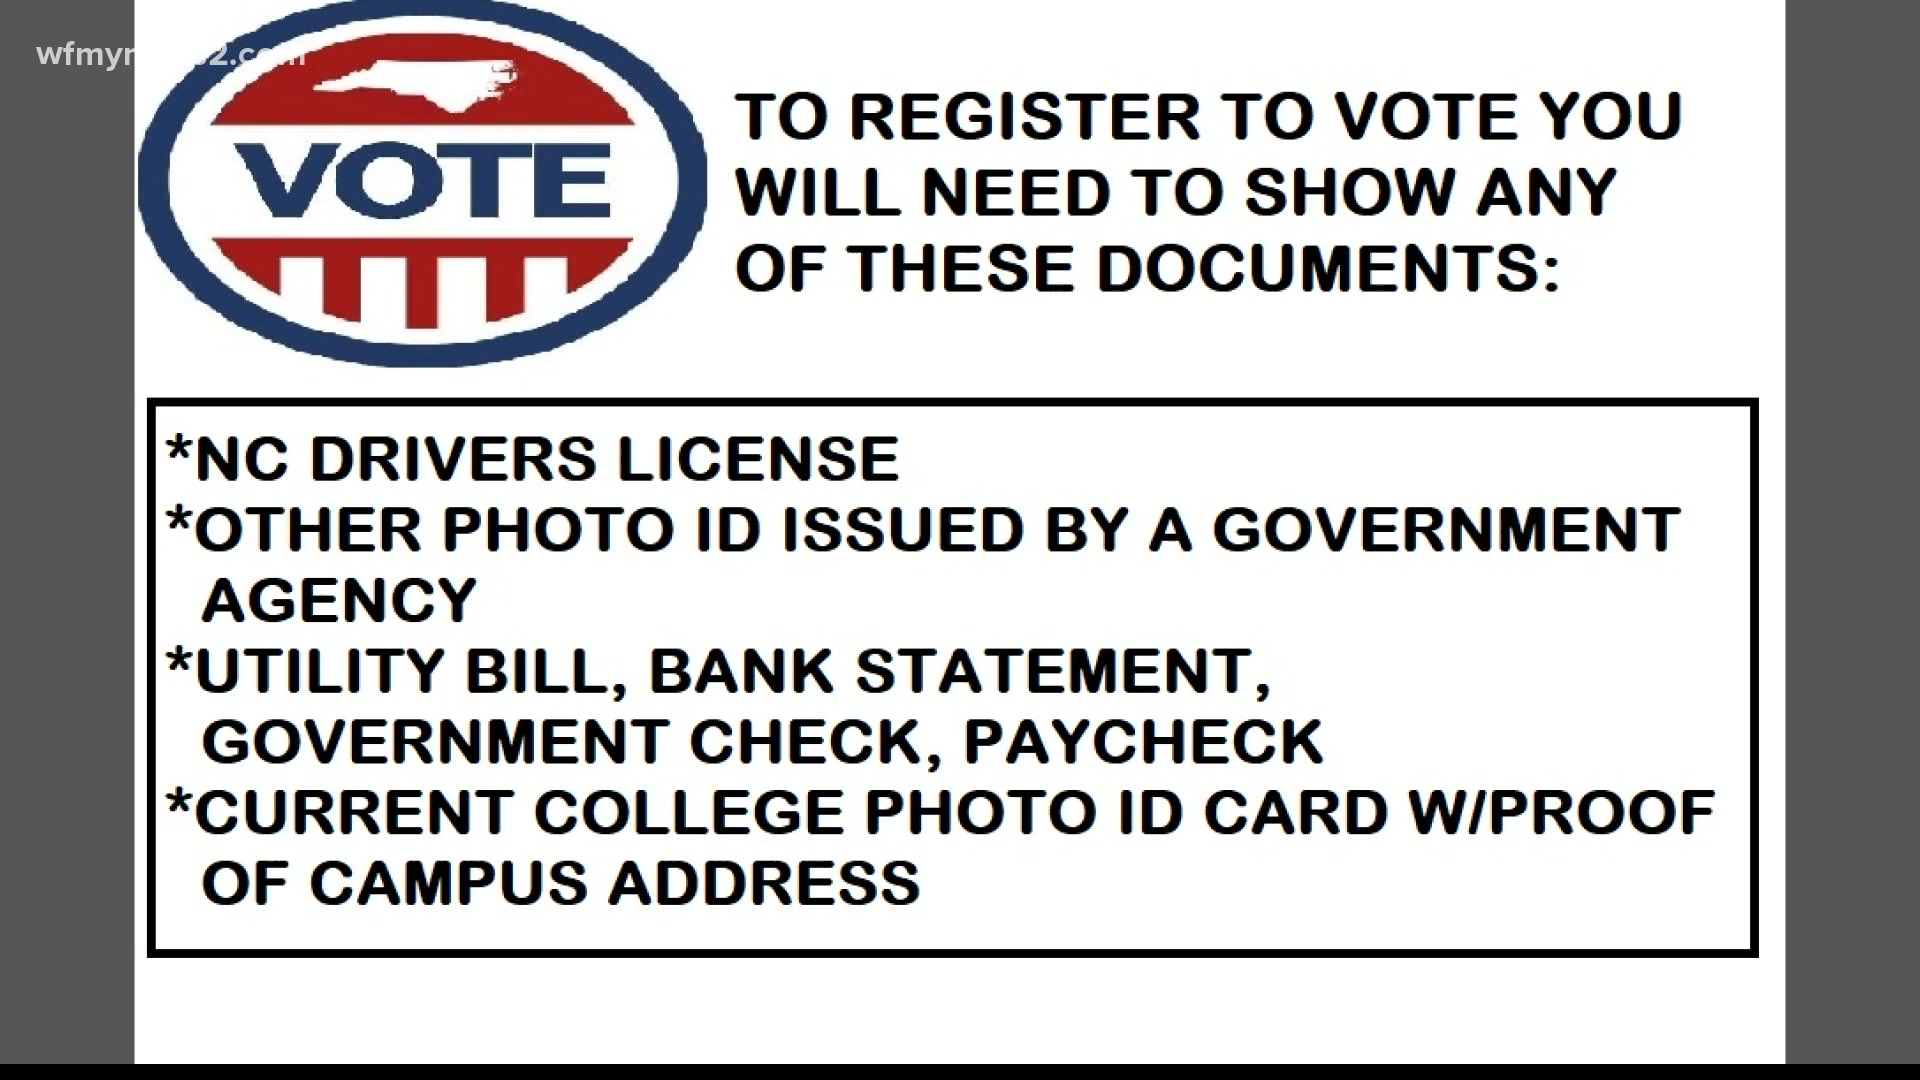 VOTE
TO REGISTER TO VOTE YOU
WILL NEED TO SHOW ANY
OF THESE DOCUMENTS:
*NC DRIVERS LICENSE
*OTHER PHOTO ID ISSUED BY A GOVERNMENT
AGENCY
*UTILITY BILL, BANK STATEMENT,
GOVERNMENT CHECK, PAYCHECK
*CURRENT COLLEGE PHOTO ID CARD W/PROOF
OF CAMPUS ADDRESS